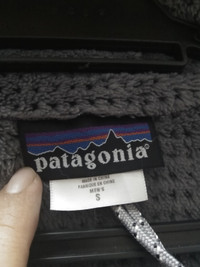 patagonia®
MADE IN CHINA
FABRIQUÉ EN CHINE
MEN'S
S